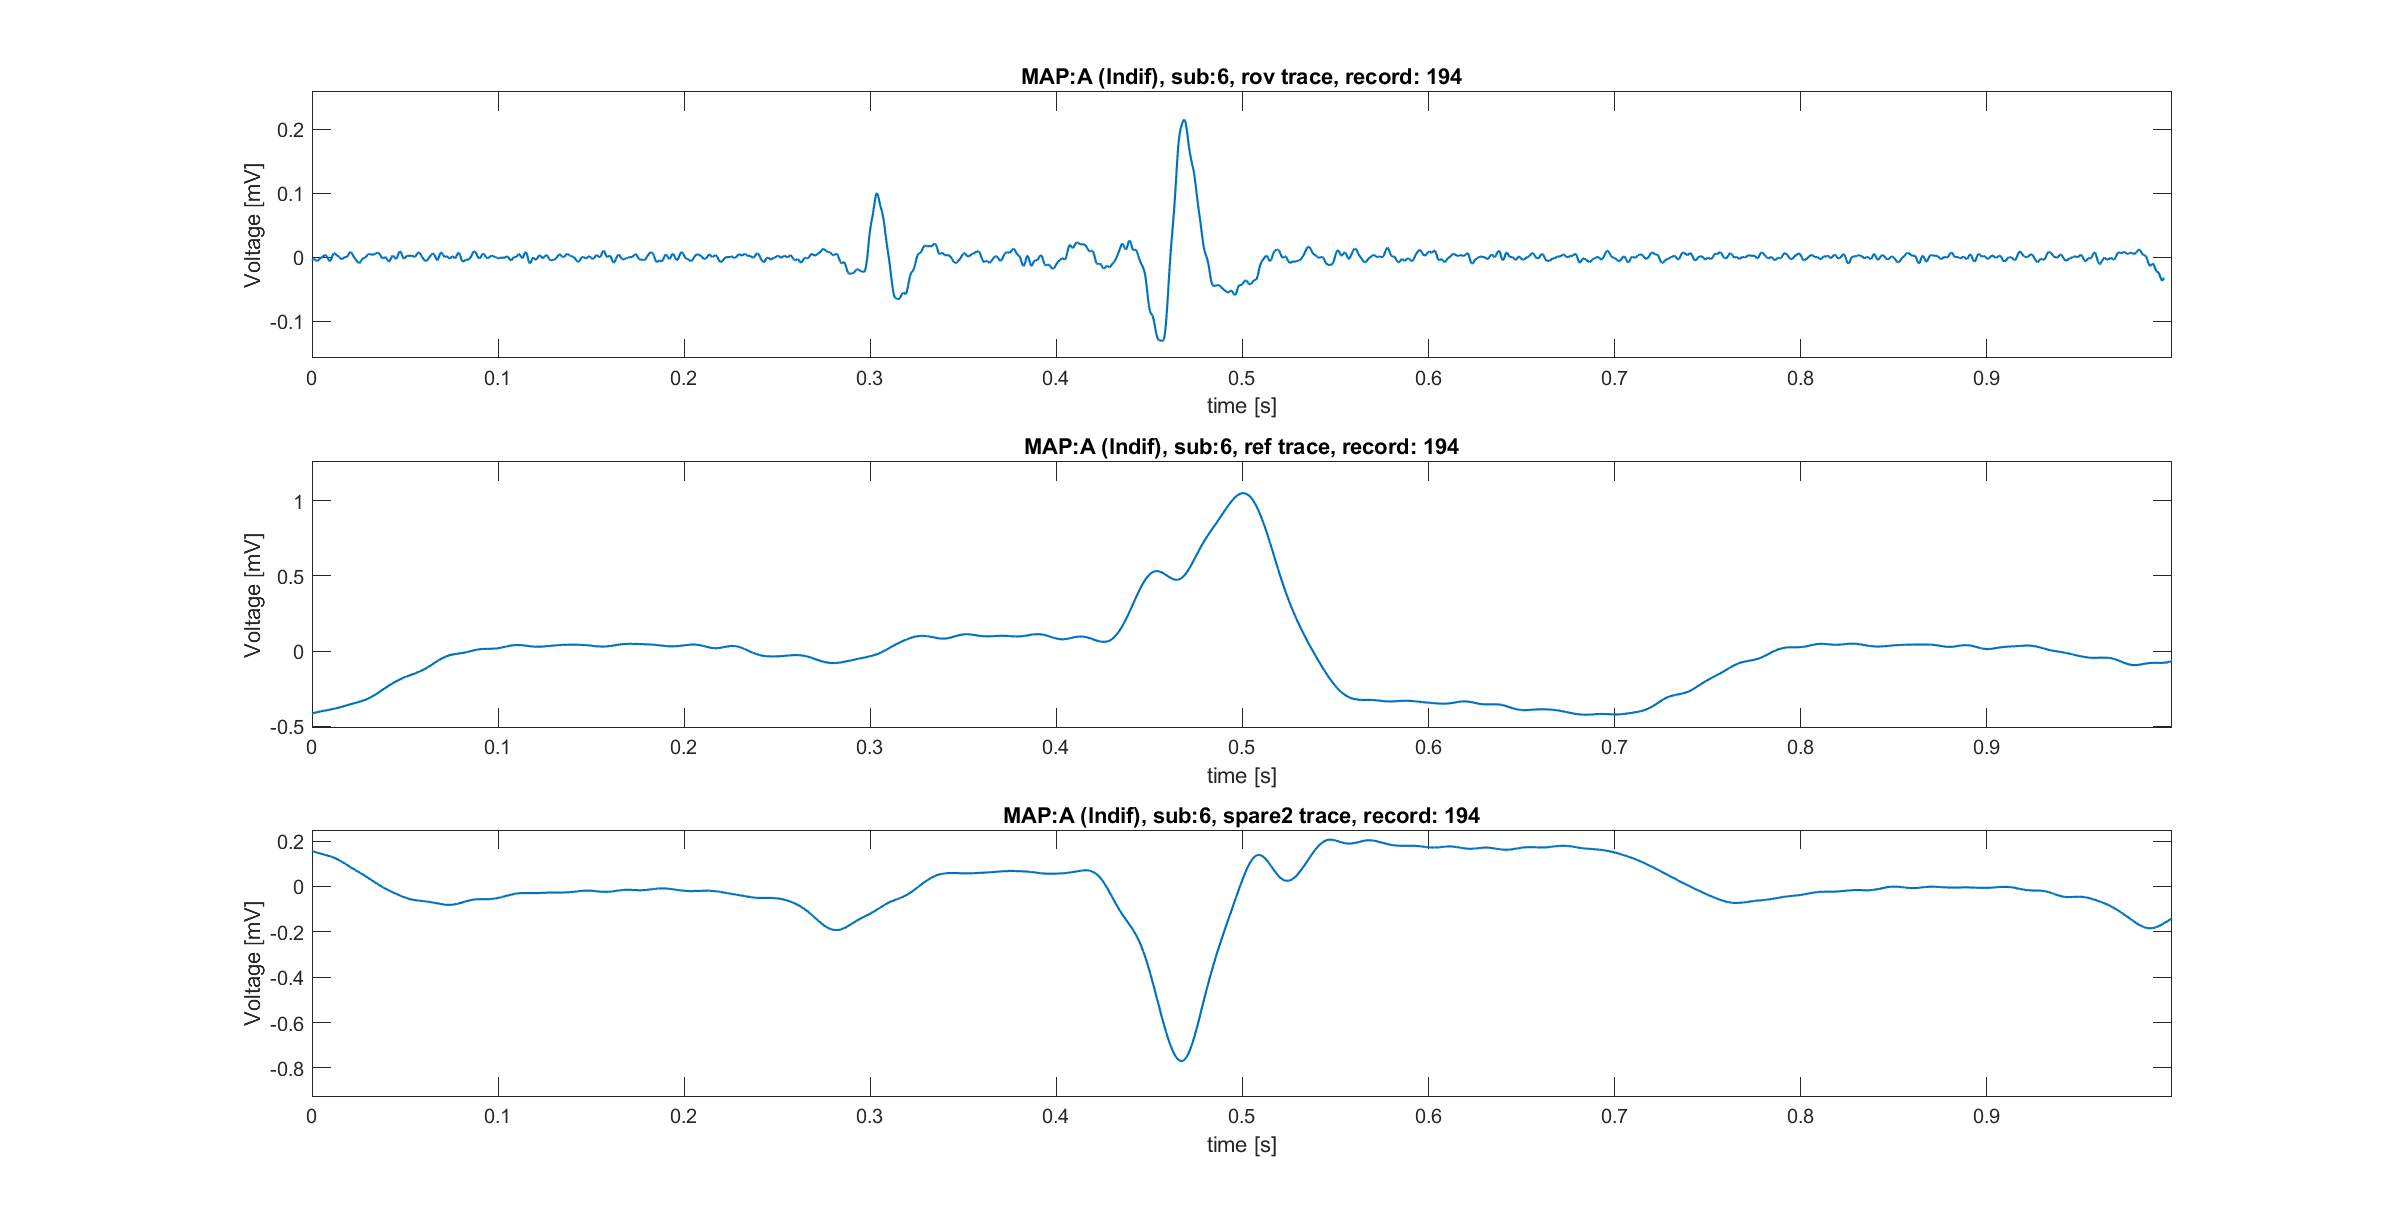 MAP:A (Indif), sub:6, rov trace, record: 194
Voltage [mV]
0.2
0.1
0
-0.1
0 0.1 0.2 0.3 0.4 0.5 0.6 0.7 0.8 0.9
time [s]
MAP:A (Indif), sub:6, ref trace, record: 194
Voltage [mV]
1
0.5
0
-0.5
0 0.1 0.2 0.3 0.4 0.5 0.6 0.7 0.8 0.9
time [s]
MAP:A (Indif), sub:6, spare2 trace, record: 194
Voltage [mV]
0.2
0
-0.2
-0.4
-0.6
-0.8
0 0.1 0.2 0.3 0.4 0.5 0.6 0.7 0.8 0.9
time [s]